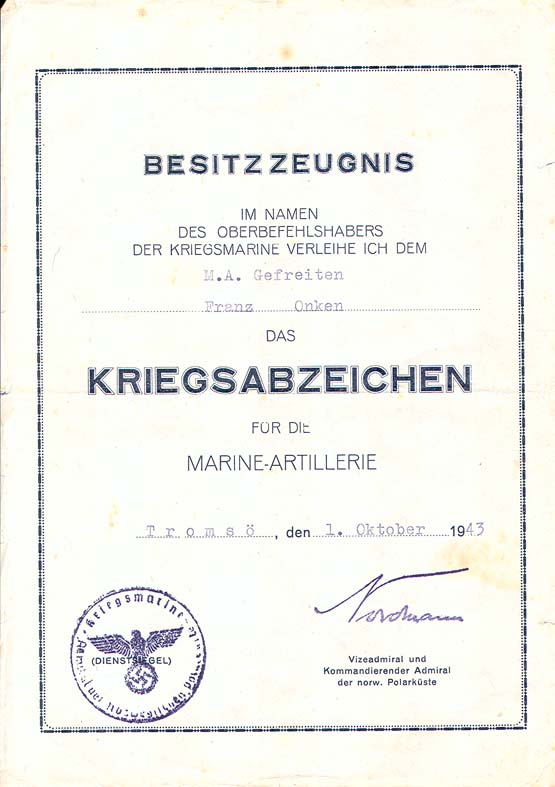 BESITZZEUGNIS
IM NAMEN
DES OBERBEFEHLSHABERS
DER KRIEGSMARINE VERLEIHE ICH DEM
M.A. Gefreiten
Franz Onken
DAS
KRIEGSABZEICHEN
FÜR DIE
MARINE-ARTILLERIE
Tromsö, den 1. Oktober 1943
Kriegsmarine
(DIENSTSIEGEL)
Vizeadmiral und
Kommandierender Admiral
der norw. Polarküste